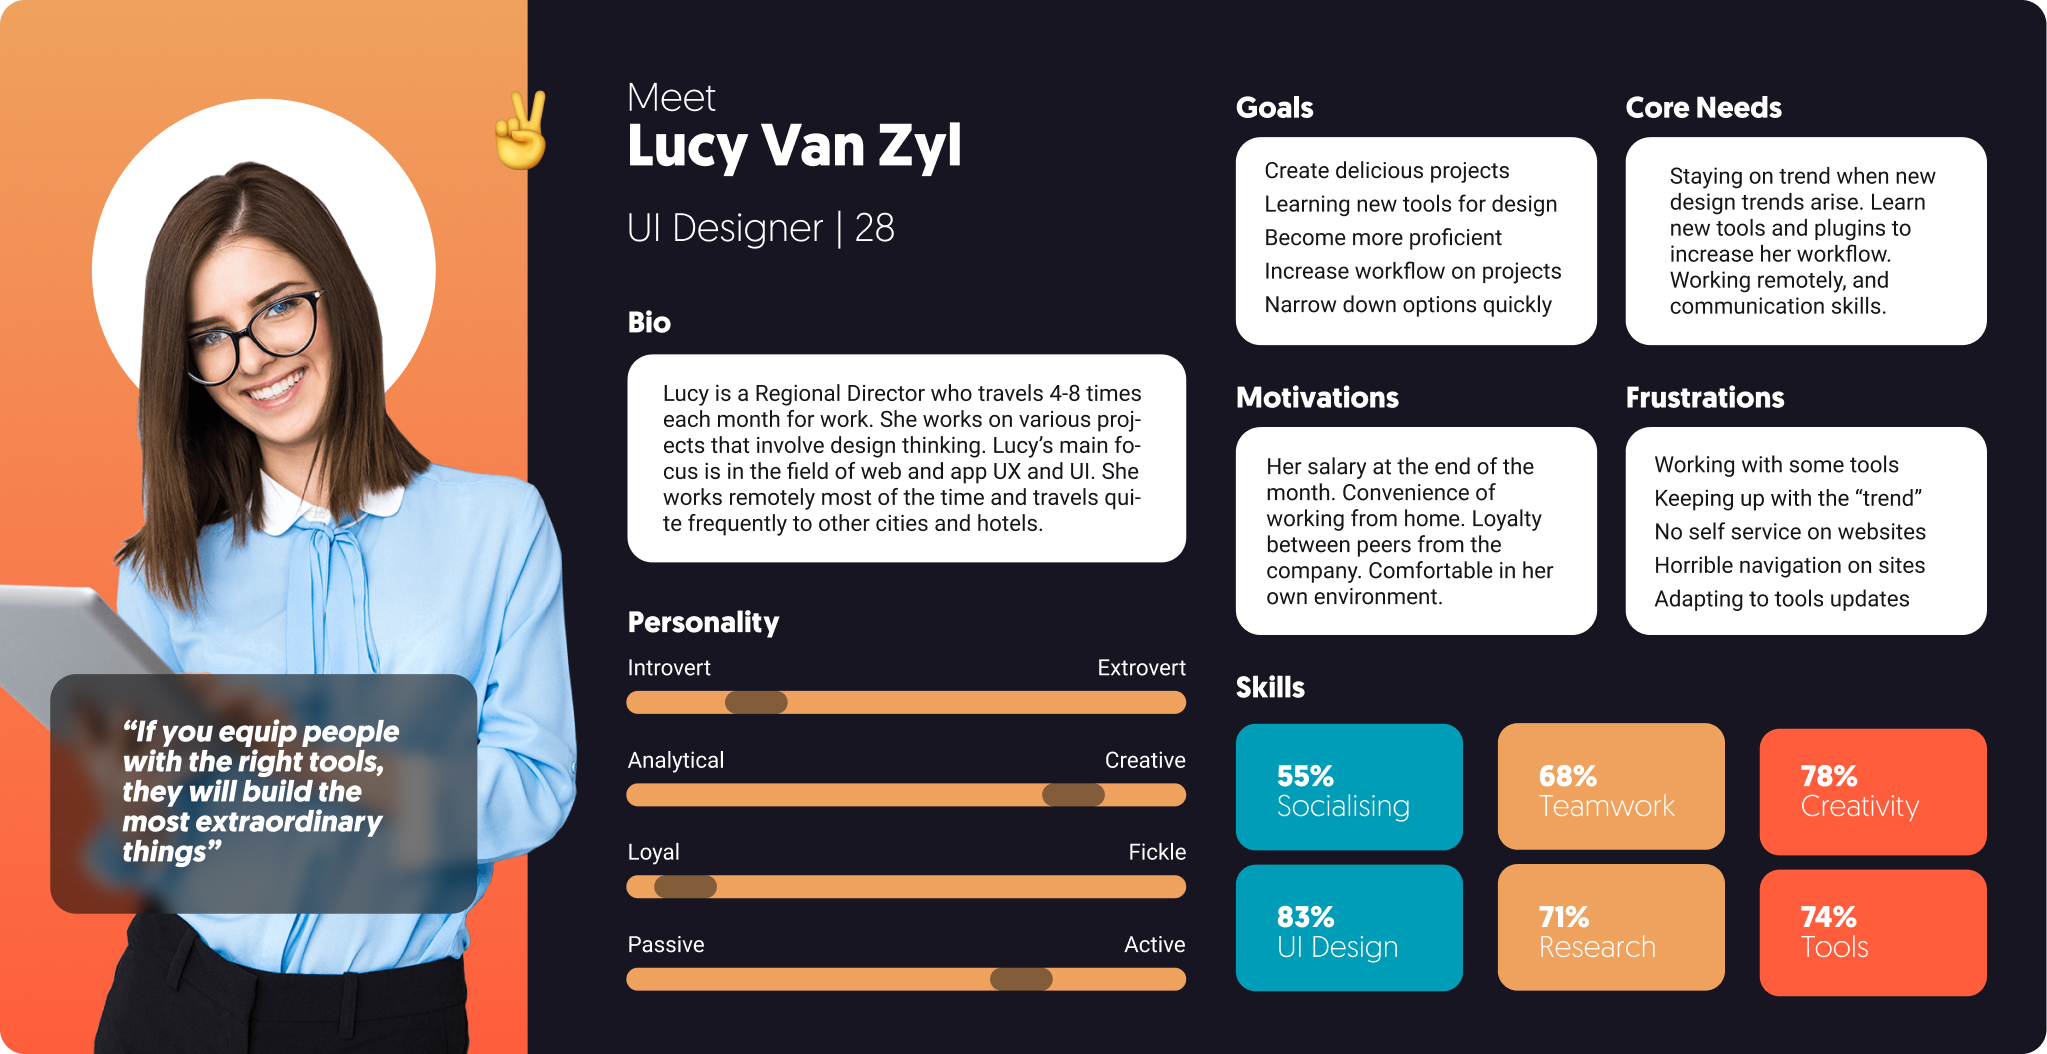 Meet
Lucy Van Zyl
UI Designer | 28
Bio
Lucy is a Regional Director who travels 4-8 times
each month for work. She works on various proj-
ects that involve design thinking. Lucy’s main fo-
cus is in the field of web and app UX and UI. She
works remotely most of the time and travels qui-
te frequently to other cities and hotels.
Personality
Introvert Extrovert
Analytical Creative
Loyal Fickle
Passive Active
“If you equip people
with the right tools,
they will build the
most extraordinary
things”
Goals
Create delicious projects
Learning new tools for design
Become more proficient
Increase workflow on projects
Narrow down options quickly
Core Needs
Staying on trend when new
design trends arise. Learn
new tools and plugins to
increase her workflow.
Working remotely, and
communication skills.
Motivations
Her salary at the end of the
month. Convenience of
working from home. Loyalty
between peers from the
company. Comfortable in her
own environment.
Frustrations
Working with some tools
Keeping up with the “trend”
No self service on websites
Horrible navigation on sites
Adapting to tools updates
Skills
55%
Socialising
68%
Teamwork
78%
Creativity
83%
UI Design
71%
Research
74%
Tools